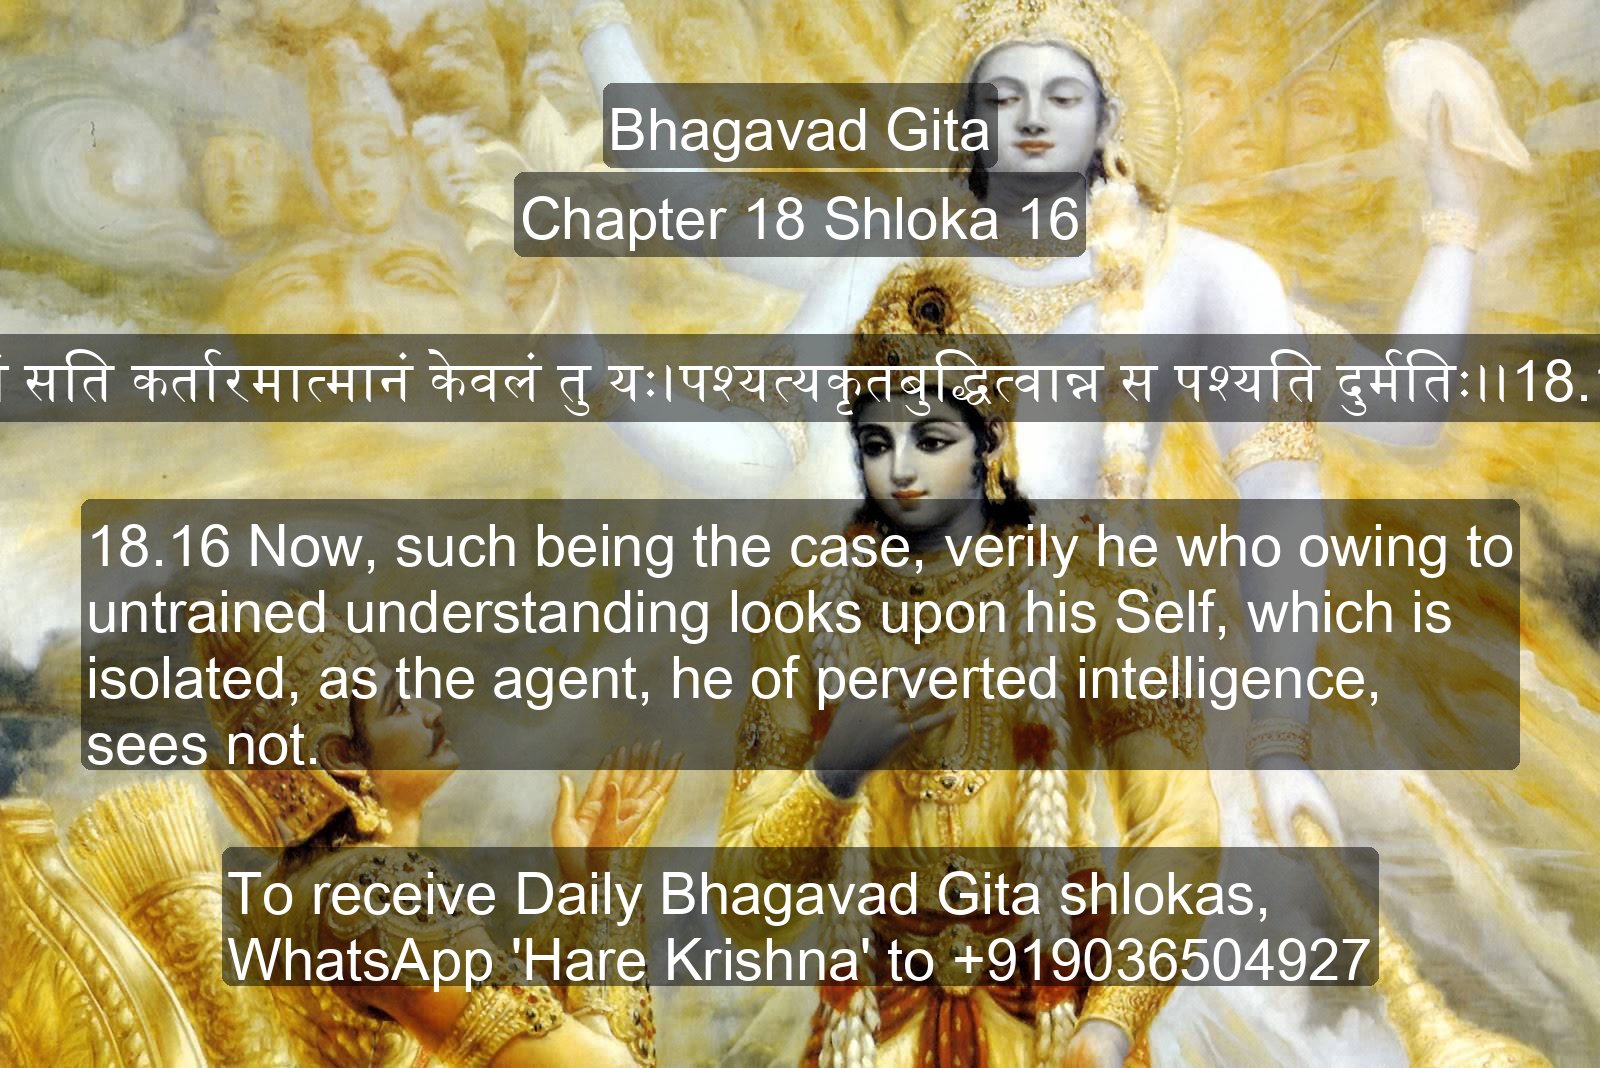 Bhagavad Gita
Chapter 18 Shloka 16
सति कर्तारमात्मानं केवलं तु यः।पश्यत्यकृतबुद्धित्वान्न स पश्यति दुर्मतिः।।18.
18.16 Now, such being the case, verily he who owing to
untrained understanding looks upon his Self, which is
isolated, as the agent, he of perverted intelligence,
sees not.
To receive Daily Bhagavad Gita shlokas,
WhatsApp 'Hare Krishna' to +919036504927